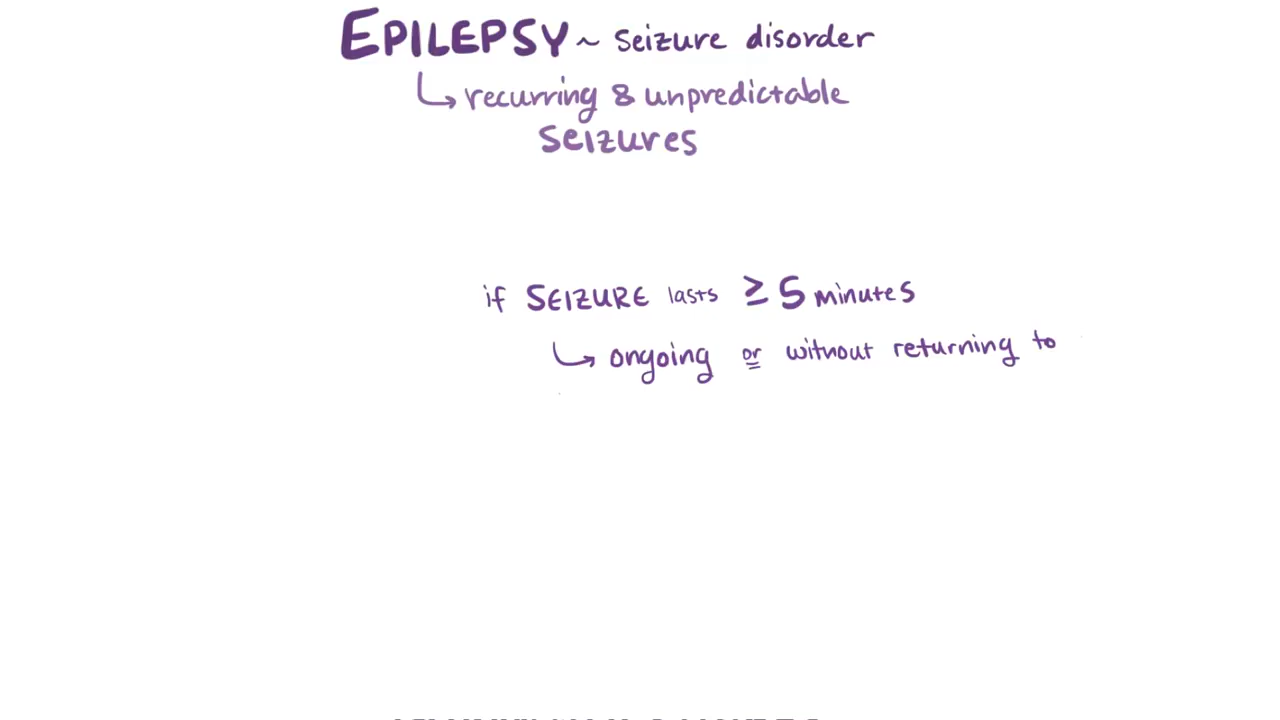 EPILEPSY ~ seizure disorder
↳ recurring & unpredictable
seizures
if SEIZURE lasts ≥ 5 minutes
↳ ongoing or without returning to